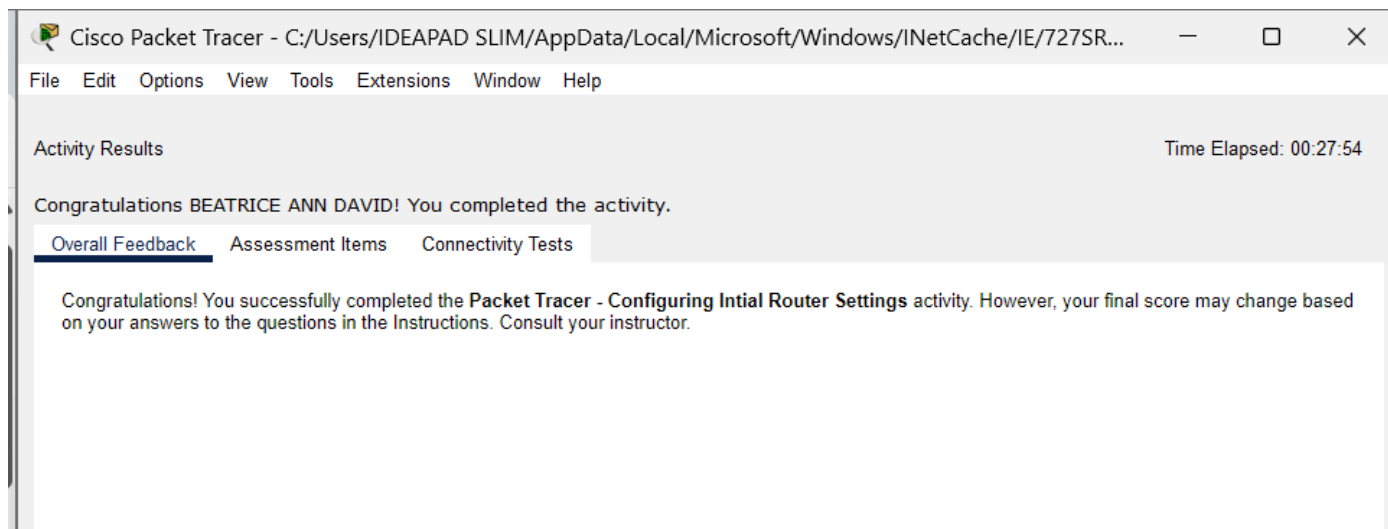 Cisco Packet Tracer - C:/Users/IDEAPAD SLIM/AppData/Local/Microsoft/Windows/INetCache/IE/727SR...
File Edit Options View Tools Extensions Window Help
Activity Results
Time Elapsed: 00:27:54
Congratulations BEATRICE ANN DAVID! You completed the activity.
Overall Feedback Assessment Items Connectivity Tests
Congratulations! You successfully completed the Packet Tracer - Configuring Intial Router Settings activity. However, your final score may change based
on your answers to the questions in the Instructions. Consult your instructor.